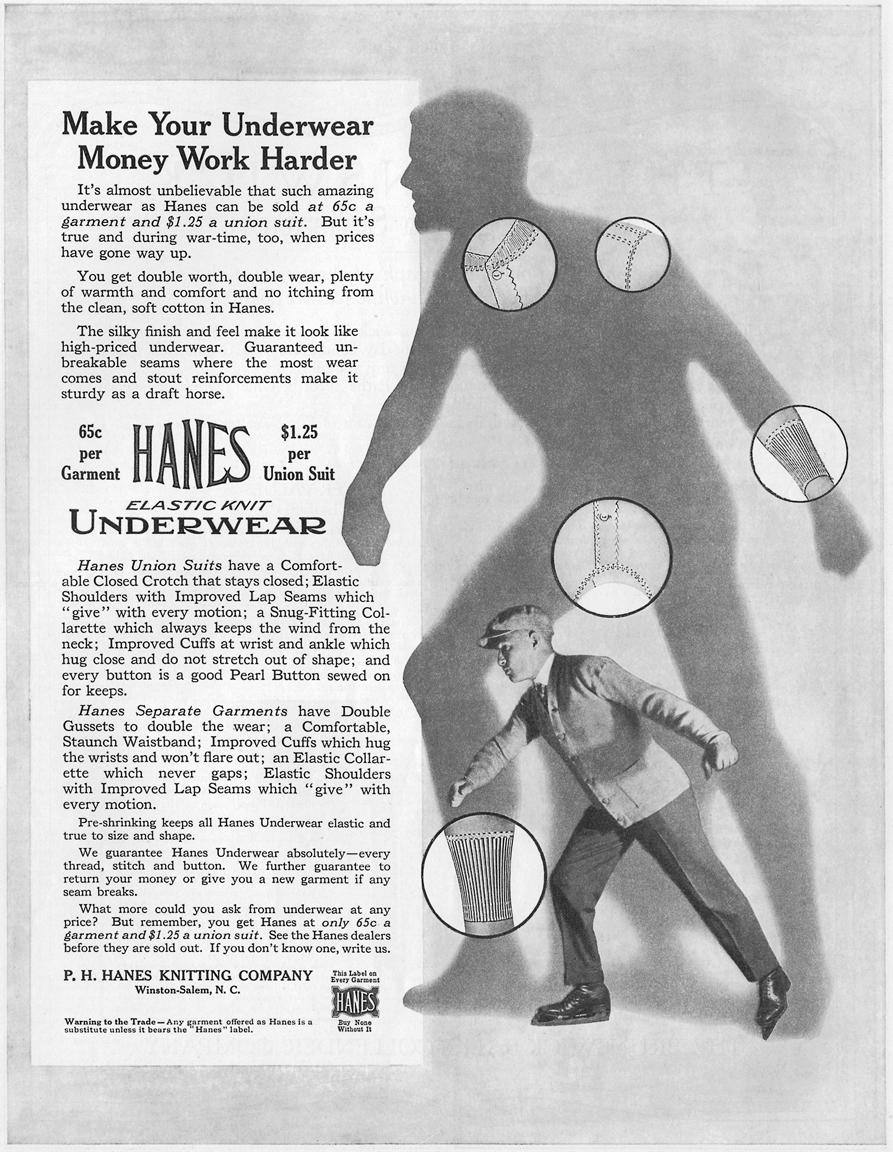 Make Your Underwear
Money Work Harder
It's almost unbelievable that such amazing
underwear as Hanes can be sold at 65c a
garment and $1.25 a union suit. But it's
true and during war-time, too, when prices
have gone way up.
You get double worth, double wear, plenty
of warmth and comfort and no itching from
the clean, soft cotton in Hanes.
The silky finish and feel make it look like
high-priced underwear. Guaranteed un-
breakable seams where the most wear
comes and stout reinforcements make it
sturdy as a draft horse.
65c
per
Garment
HANES
$1.25
per
Union Suit
ELASTIC KNIT
UNDERWEAR
Hanes Union Suits have a Comfort-
able Closed Crotch that stays closed; Elastic
Shoulders with Improved Lap Seams which
"give" with every motion; a Snug-Fitting Col-
larette which always keeps the wind from the
neck; Improved Cuffs at wrist and ankle which
hug close and do not stretch out of shape; and
every button is a good Pearl Button sewed on
for keeps.
Hanes Separate Garments have Double
Gussets to double the wear; a Comfortable,
Staunch Waistband; Improved Cuffs which hug
the wrists and won't flare out; an Elastic Collar-
ette which never gaps; Elastic Shoulders
with Improved Lap Seams which "give" with
every motion.
Pre-shrinking keeps all Hanes Underwear elastic and
true to size and shape.
We guarantee Hanes Underwear absolutely—every
thread, stitch and button. We further guarantee to
return your money or give you a new garment if any
seam breaks.
What more could you ask from underwear at any
price? But remember, you get Hanes at only 65c a
garment and $1.25 a union suit. See the Hanes dealers
before they are sold out. If you don't know one, write us.
P. H. HANES KNITTING COMPANY
Winston-Salem, N. C.
Warning to the Trade—Any garment offered as Hanes is a
substitute unless it bears the "Hanes" label.
This Label on
Every Garment
HANES
Buy None
Without It